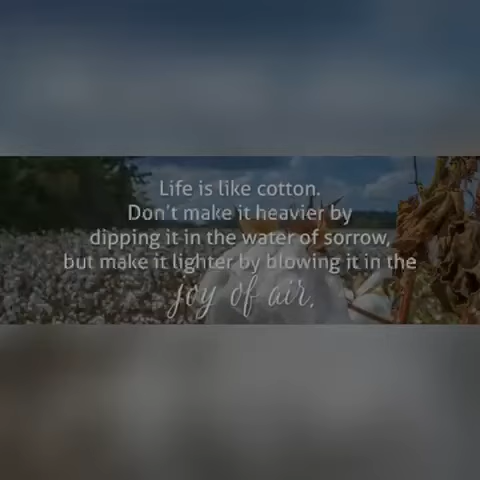 Life is like cotton.
Don't make it heavier by
dipping it in the water of sorrow,
but make it lighter by blowing it in the
joy of air.